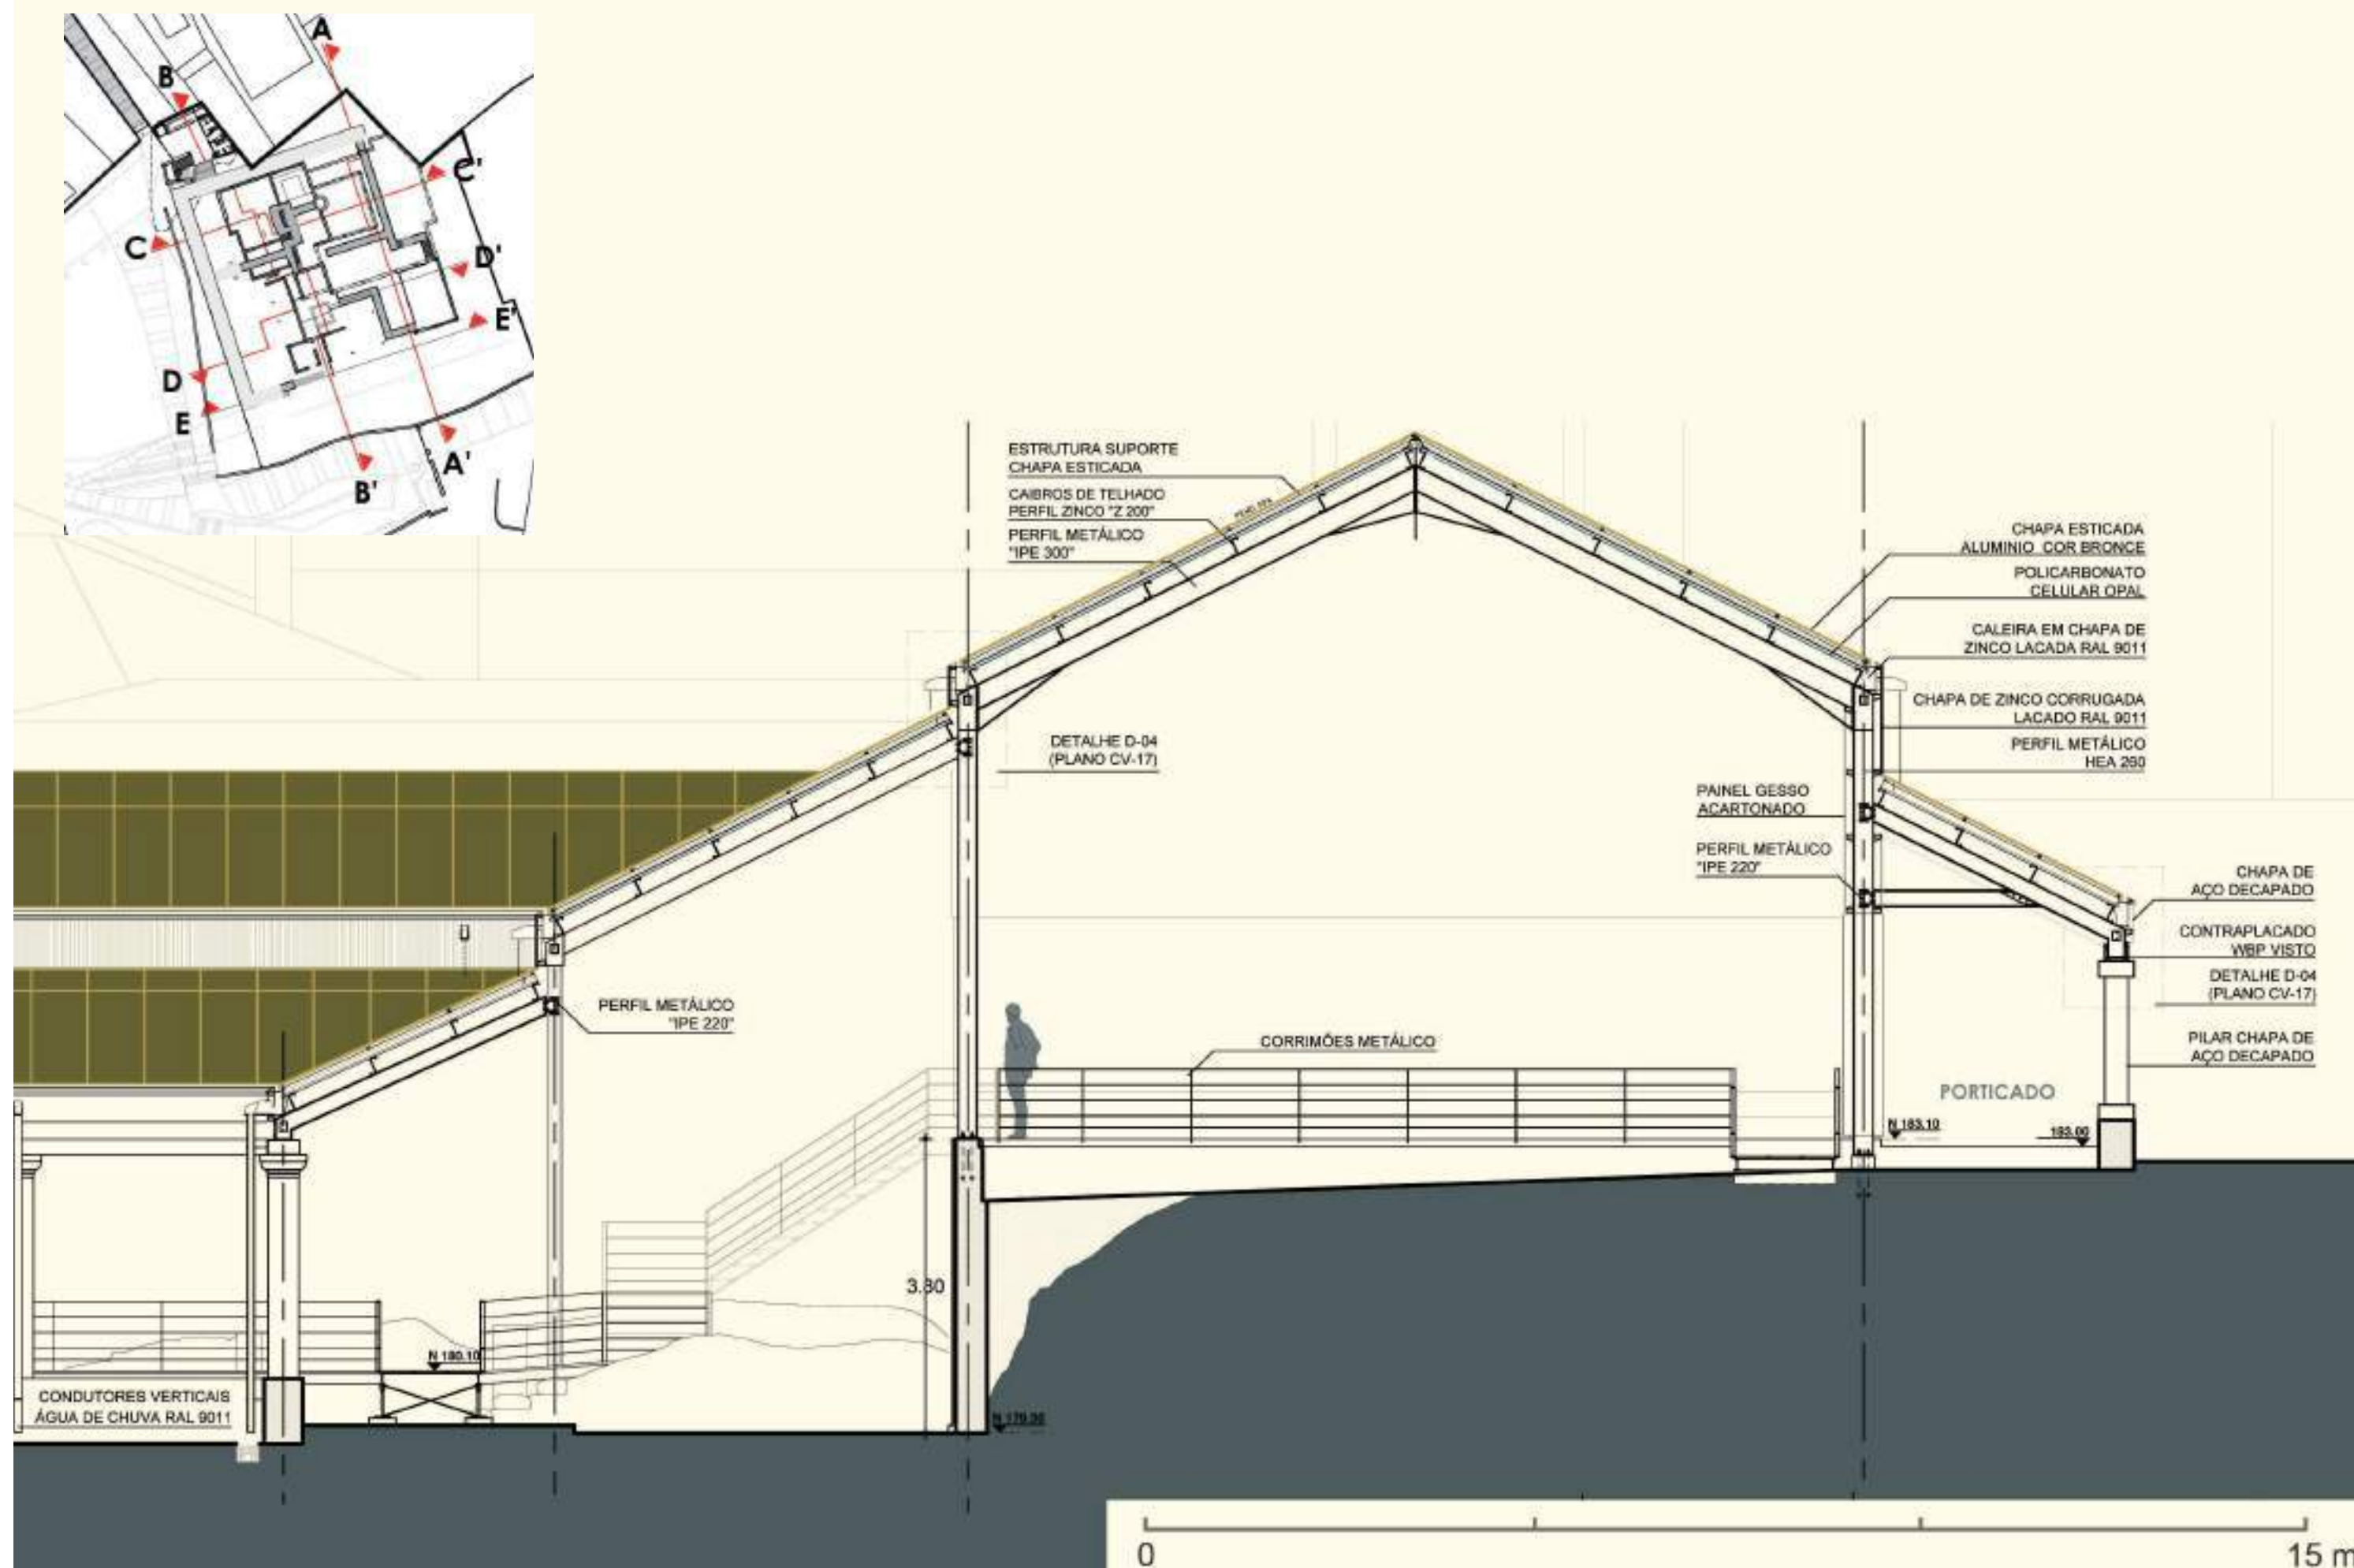 A
B
C'
C
D'
E'
D
E
A'
B'
ESTRUTURA SUPORTE
CHAPA ESTICADA
CAIBROS DE TELHADO
PERFIL ZINCO "Z 200"
PERFIL METÁLICO
"IPE 300"
CHAPA ESTICADA
ALUMINIO COR BRONCE
POLICARBONATO
CELULAR OPAL
CALEIRA EM CHAPA DE
ZINCO LACADA RAL 9011
CHAPA DE ZINCO CORRUGADA
LACADO RAL 9011
PERFIL METÁLICO
HEA 260
DETALHE D-04
(PLANO CV-17)
PAINEL GESSO
ACARTONADO
PERFIL METÁLICO
"IPE 220"
CHAPA DE
AÇO DECAPADO
CONTRAPLACADO
WBP VISTO
DETALHE D-04
(PLANO CV-17)
PILAR CHAPA DE
AÇO DECAPADO
PERFIL METÁLICO
"IPE 220"
CORRIMÕES METÁLICO
PORTICADO
N 183.10
183.00
3.80
N 180.10
CONDUTORES VERTICAIS
ÁGUA DE CHUVA RAL 9011
0
15 m